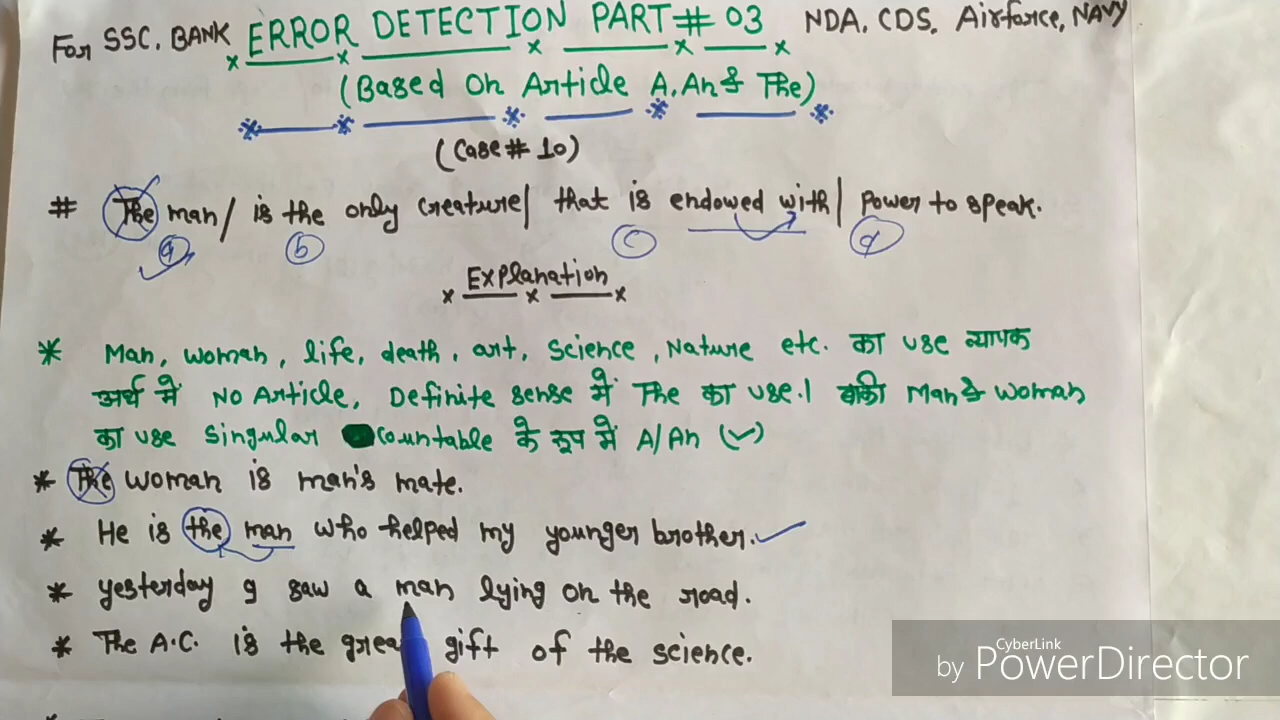 For SSC, BANK ERROR DETECTION PART # 03 NDA, CDS, Airforce, NAVY
(Based On Article A, An & The)
(Case # 10)
# The man/ is the only creature/ that is endowed with/ power to speak.
(a) (b) (c) (d)
Explanation
* Man, woman, life, death, art, science, Nature etc. का use व्यापक
अर्थ में No Article, Definite sense में The का use। बाकी Man & Woman
का use singular countable के रूप में A/An (✓)
* The woman is man's mate.
* He is the man who helped my younger brother.
* yesterday I saw a man lying on the road.
* The A.C. is the grea gift of the science.
CyberLink
by PowerDirector